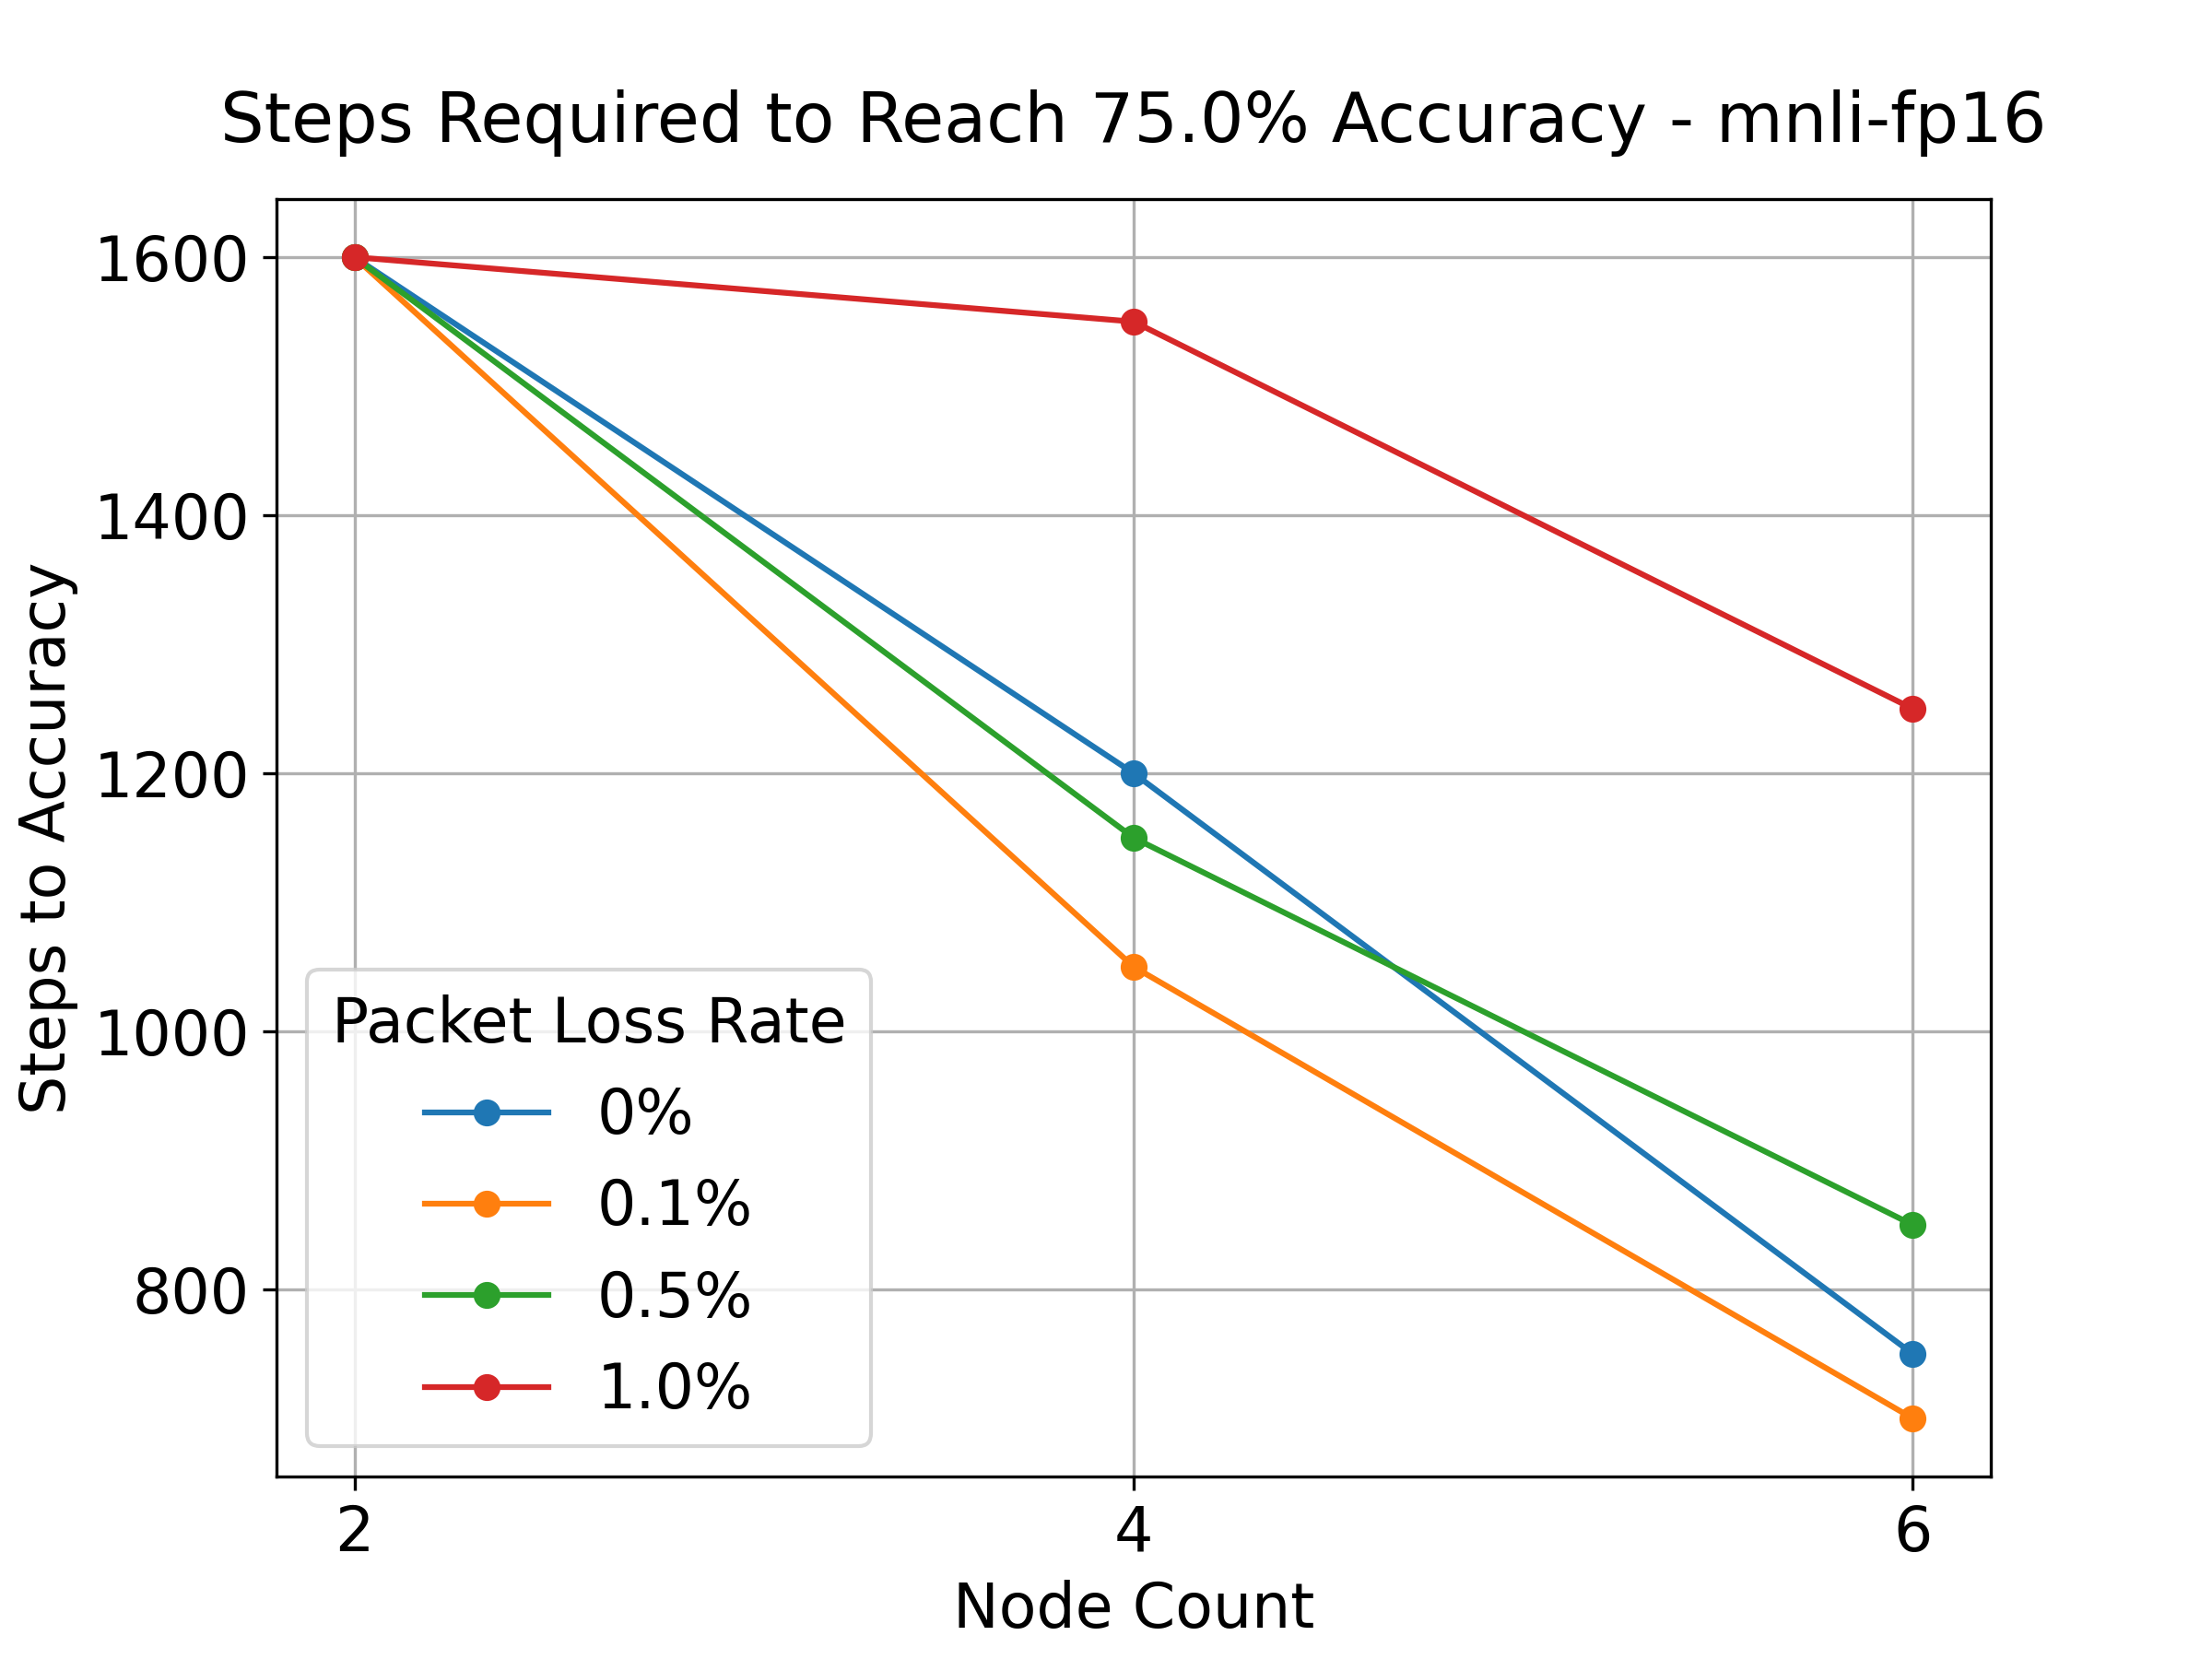 Steps Required to Reach 75.0% Accuracy - mnli-fp16
Steps to Accuracy
1600
1400
1200
1000
800
Packet Loss Rate
0%
0.1%
0.5%
1.0%
2 4 6
Node Count